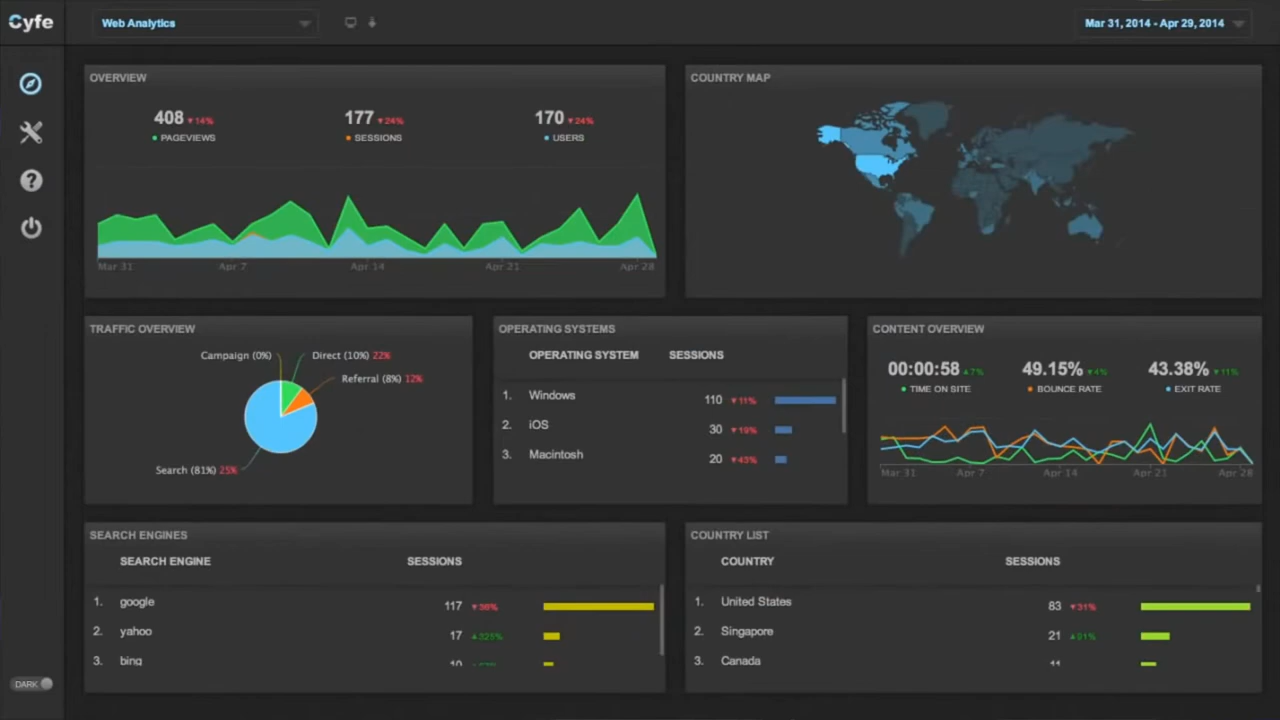 Cyfe
Web Analytics
Mar 31, 2014 - Apr 29, 2014
OVERVIEW
408 ▼14%
PAGEVIEWS
177 ▼24%
SESSIONS
170 ▼24%
USERS
Mar 31 Apr 7 Apr 14 Apr 21 Apr 28
COUNTRY MAP
TRAFFIC OVERVIEW
Campaign (0%)
Direct (10%) 22%
Referral (8%) 12%
Search (81%) 25%
OPERATING SYSTEMS
OPERATING SYSTEM SESSIONS
1. Windows 110 ▼11%
2. iOS 30 ▼19%
3. Macintosh 20 ▼43%
CONTENT OVERVIEW
00:00:58 ▲7%
TIME ON SITE
49.15% ▲4%
BOUNCE RATE
43.38% ▼11%
EXIT RATE
Mar 31 Apr 7 Apr 14 Apr 21 Apr 28
SEARCH ENGINES
SEARCH ENGINE SESSIONS
1. google 117 ▼36%
2. yahoo 17 ▲325%
3. bing 10
COUNTRY LIST
COUNTRY SESSIONS
1. United States 83 ▼31%
2. Singapore 21 ▲91%
3. Canada
DARK